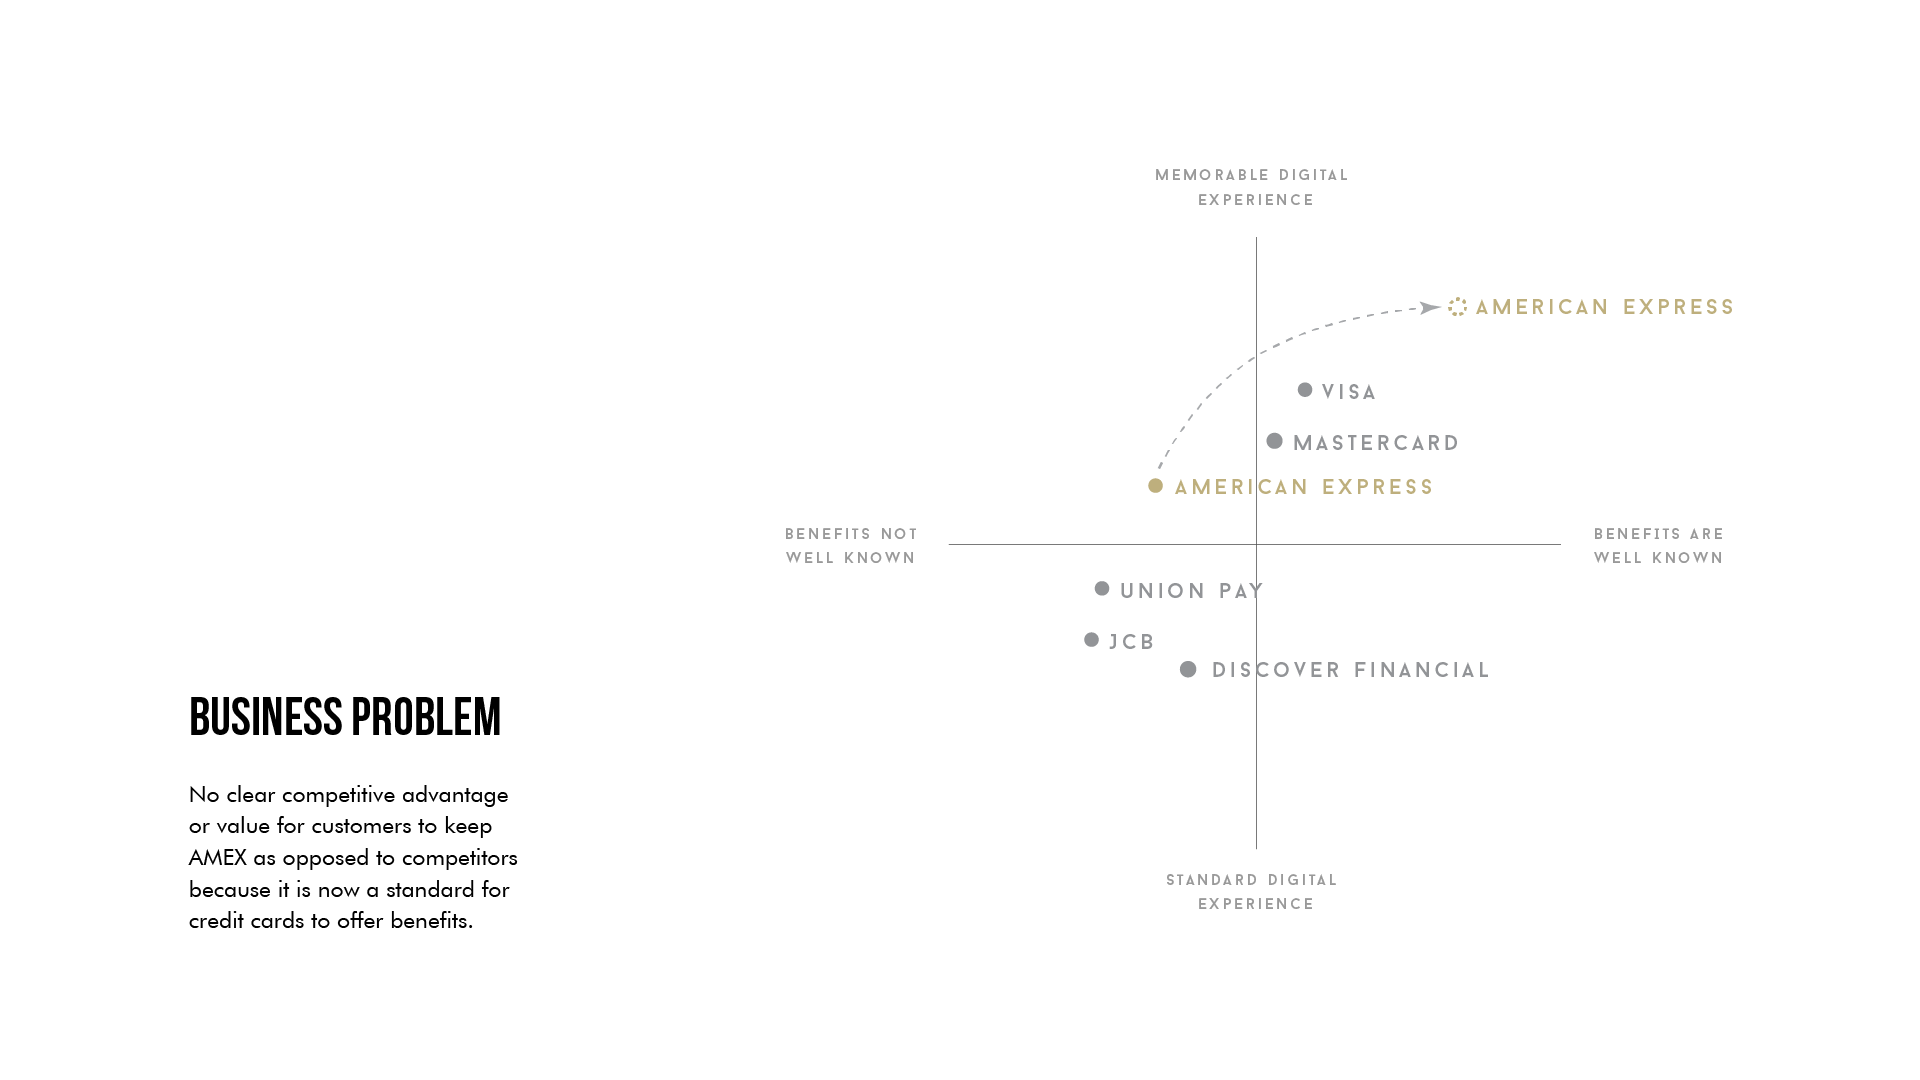 MEMORABLE DIGITAL
EXPERIENCE
AMERICAN EXPRESS
VISA
MASTERCARD
AMERICAN EXPRESS
BENEFITS NOT
WELL KNOWN
BENEFITS ARE
WELL KNOWN
UNION PAY
JCB
DISCOVER FINANCIAL
STANDARD DIGITAL
EXPERIENCE
BUSINESS PROBLEM
No clear competitive advantage
or value for customers to keep
AMEX as opposed to competitors
because it is now a standard for
credit cards to offer benefits.